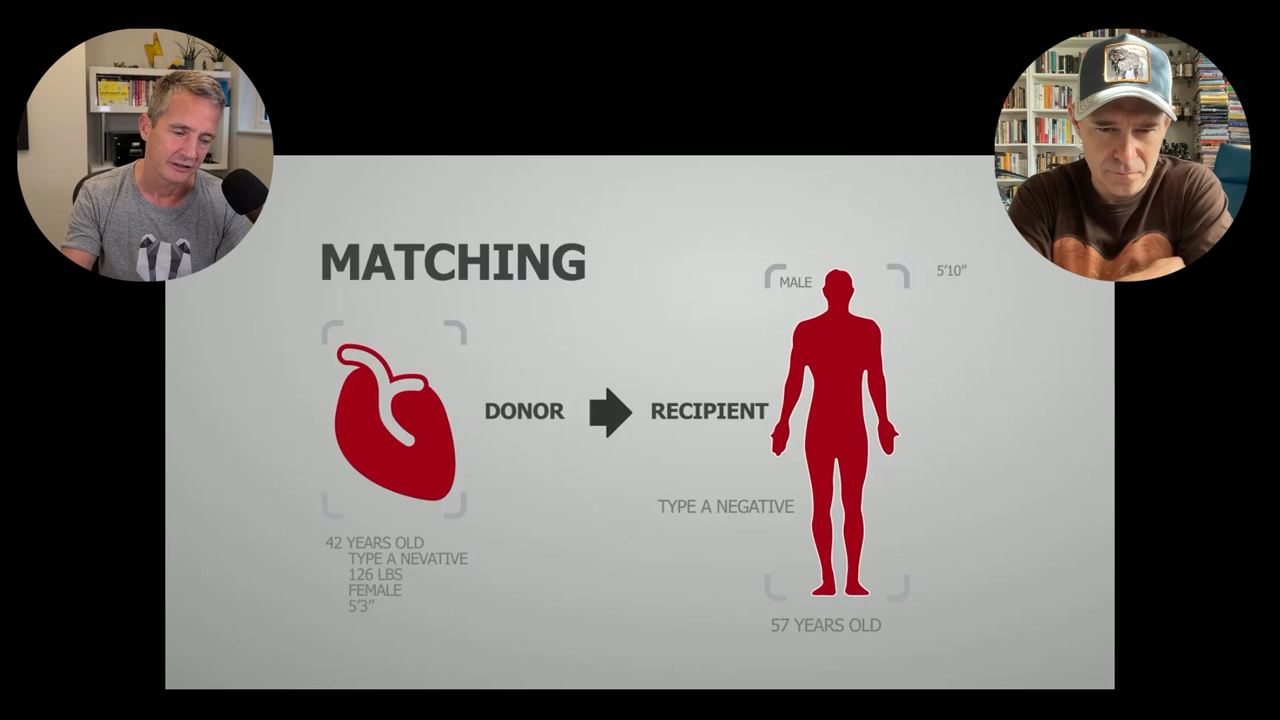 MATCHING
MALE
5'10"
DONOR
RECIPIENT
TYPE A NEGATIVE
42 YEARS OLD
TYPE A NEVATIVE
126 LBS
FEMALE
5'3"
57 YEARS OLD